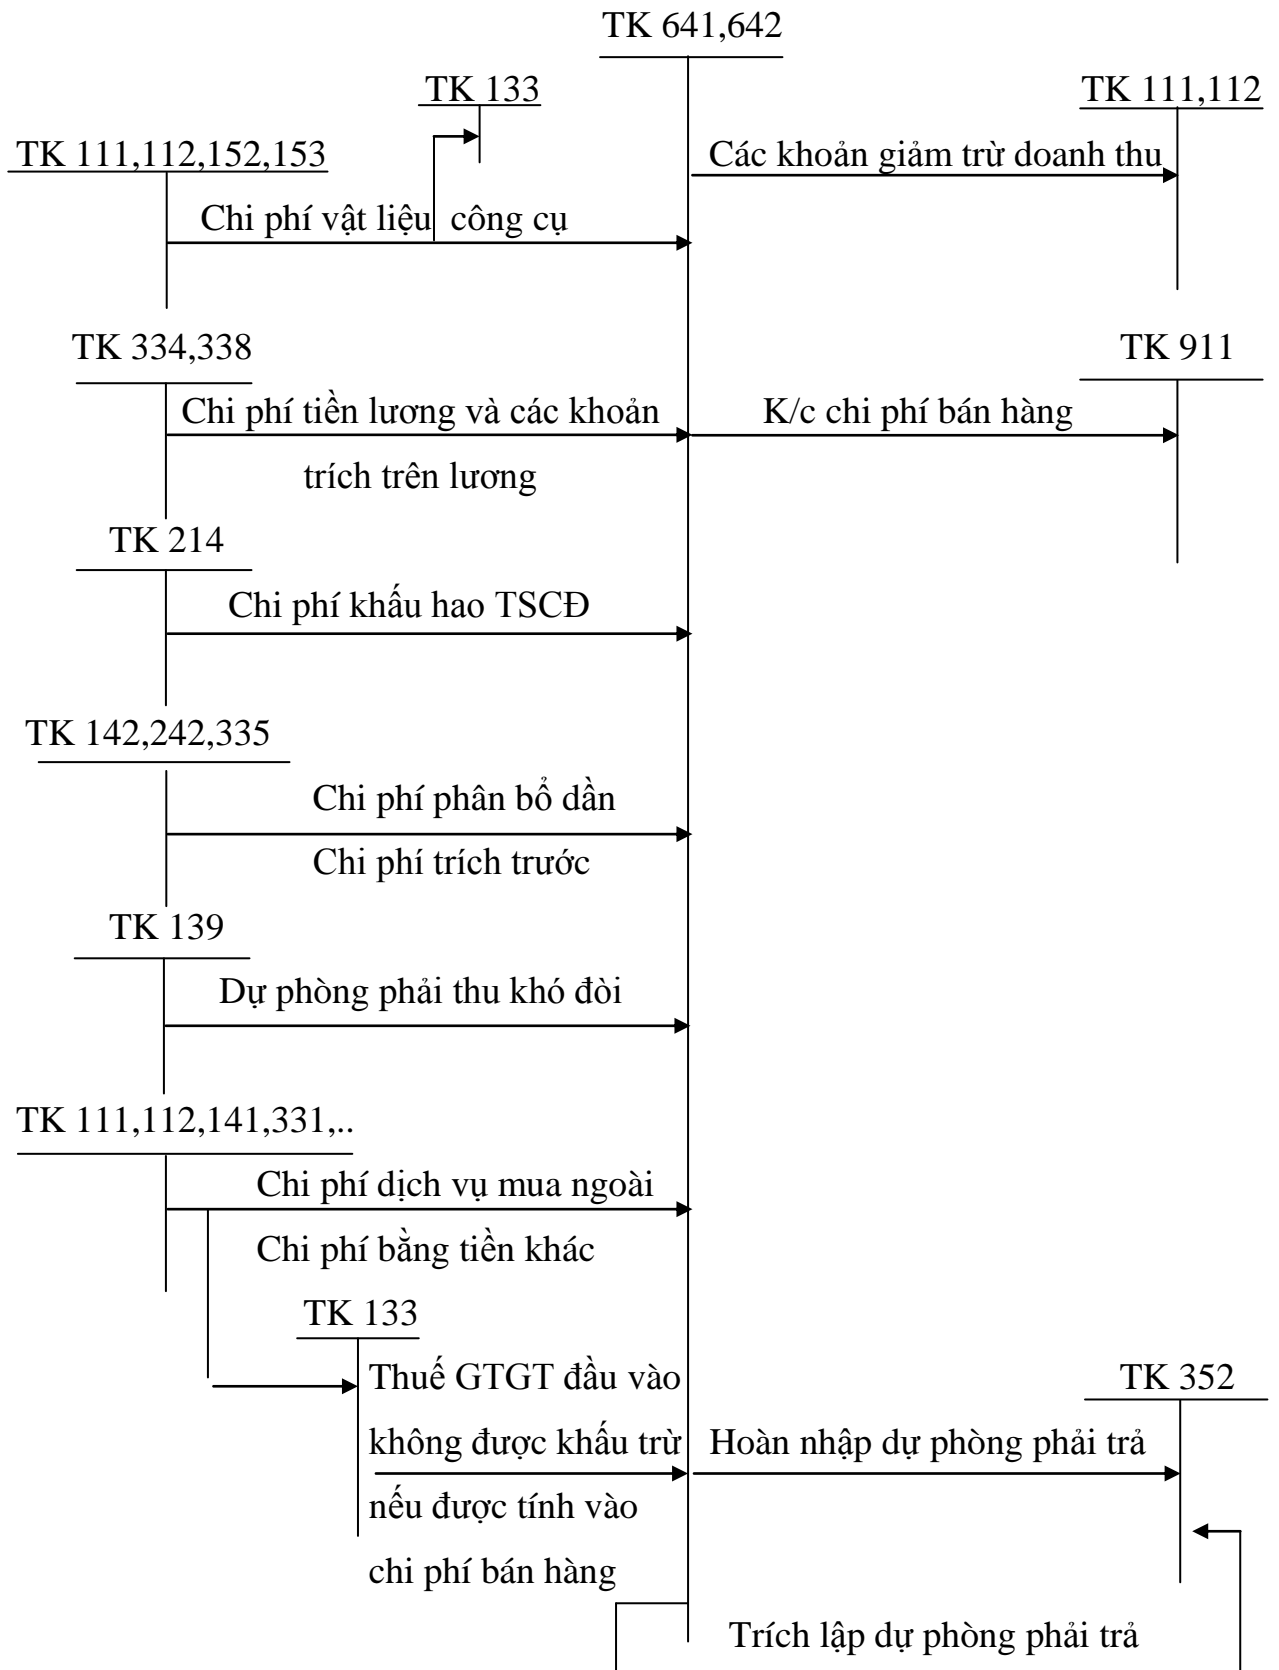 TK 641,642
TK 133
TK 111,112
TK 111,112,152,153
Các khoản giảm trừ doanh thu
Chi phí vật liệu công cụ
TK 334,338
TK 911
Chi phí tiền lương và các khoản
K/c chi phí bán hàng
trích trên lương
TK 214
Chi phí khấu hao TSCĐ
TK 142,242,335
Chi phí phân bổ dần
Chi phí trích trước
TK 139
Dự phòng phải thu khó đòi
TK 111,112,141,331,..
Chi phí dịch vụ mua ngoài
Chi phí bằng tiền khác
TK 133
Thuế GTGT đầu vào
TK 352
không được khấu trừ
Hoàn nhập dự phòng phải trả
nếu được tính vào
chi phí bán hàng
Trích lập dự phòng phải trả